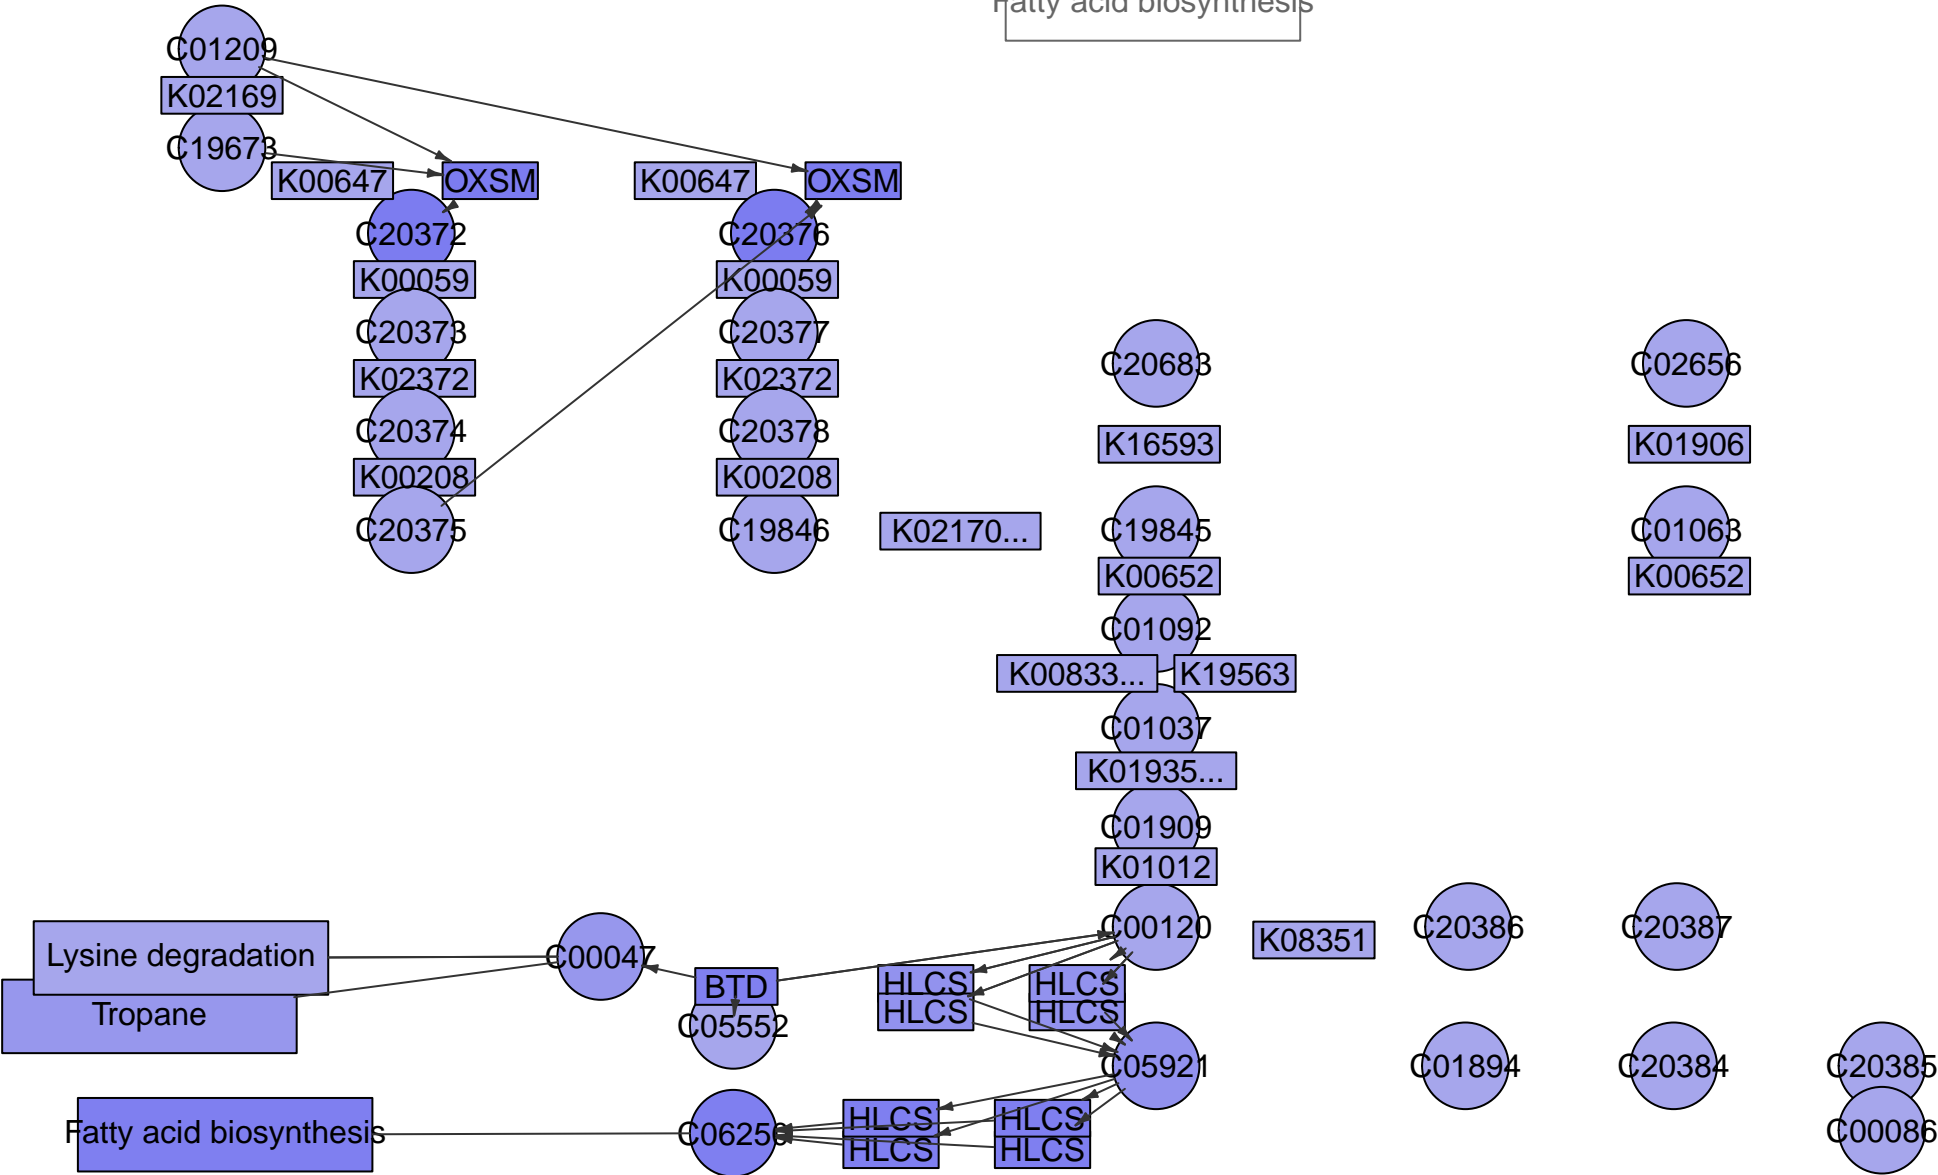 Fatty acid biosynthesis
C01209
K02169
C19673
K00647
OXSM
K00647
OXSM
C20372
C20376
K00059
K00059
C20373
C20377
C20683
C02656
K02372
K02372
C20374
C20378
K16593
K01906
K00208
K00208
C20375
C19846
K02170...
C19845
C01063
K00652
K00652
C01092
K00833...
K19563
C01037
K01935...
C01909
K01012
C00120
K08351
C20386
C20387
Lysine degradation
C00047
BTD
HLCS
HLCS
Tropane
HLCS
HLCS
C05552
C05921
C01894
C20384
C20385
Fatty acid biosynthesis
C06250
HLCS
HLCS
HLCS
HLCS
C00086